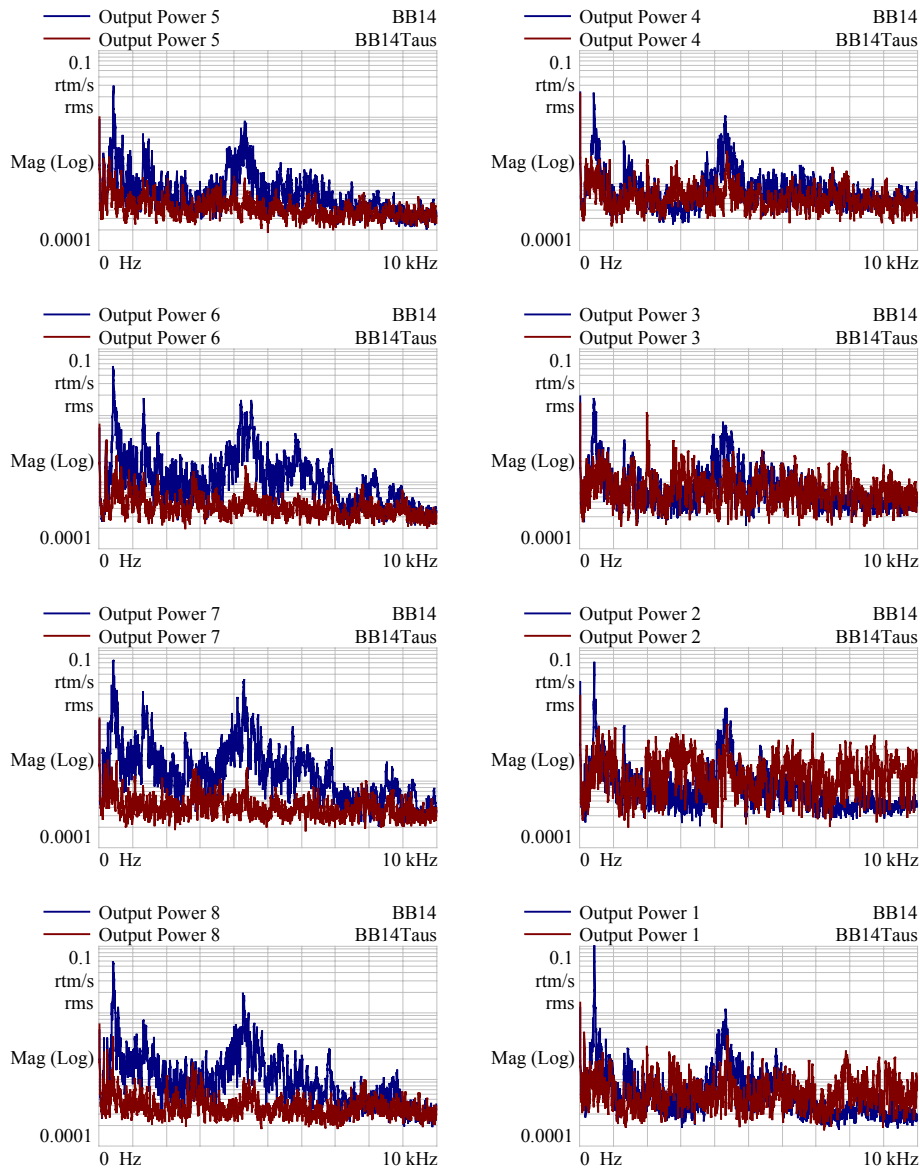 Output Power 5 BB14
Output Power 5 BB14Taus
0.1
rtm/s
rms
Mag (Log)
0.0001
0 Hz 10 kHz
Output Power 4 BB14
Output Power 4 BB14Taus
0.1
rtm/s
rms
Mag (Log)
0.0001
0 Hz 10 kHz
Output Power 6 BB14
Output Power 6 BB14Taus
0.1
rtm/s
rms
Mag (Log)
0.0001
0 Hz 10 kHz
Output Power 3 BB14
Output Power 3 BB14Taus
0.1
rtm/s
rms
Mag (Log)
0.0001
0 Hz 10 kHz
Output Power 7 BB14
Output Power 7 BB14Taus
0.1
rtm/s
rms
Mag (Log)
0.0001
0 Hz 10 kHz
Output Power 2 BB14
Output Power 2 BB14Taus
0.1
rtm/s
rms
Mag (Log)
0.0001
0 Hz 10 kHz
Output Power 8 BB14
Output Power 8 BB14Taus
0.1
rtm/s
rms
Mag (Log)
0.0001
0 Hz 10 kHz
Output Power 1 BB14
Output Power 1 BB14Taus
0.1
rtm/s
rms
Mag (Log)
0.0001
0 Hz 10 kHz